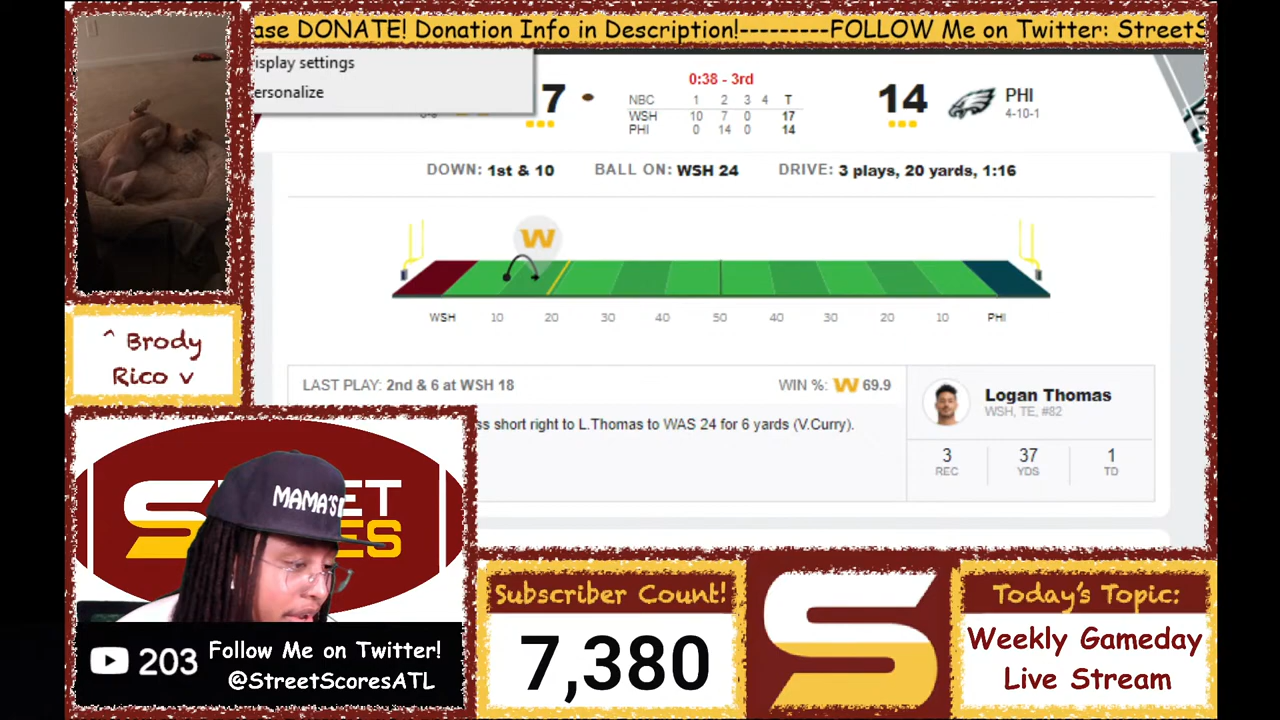 ase DONATE! Donation Info in Description!---------FOLLOW Me on Twitter: StreetS
isplay settings
ersonalize
7
0:38 - 3rd
NBC 1 2 3 4 T
WSH 10 7 0 17
PHI 0 14 0 14
14
PHI
4-10-1
DOWN: 1st & 10
BALL ON: WSH 24
DRIVE: 3 plays, 20 yards, 1:16
W
WSH 10 20 30 40 50 40 30 20 10 PHI
^ Brody
Rico v
LAST PLAY: 2nd & 6 at WSH 18
WIN %: W 69.9
ss short right to L.Thomas to WAS 24 for 6 yards (V.Curry).
Logan Thomas
WSH, TE, #82
3 37 1
REC YDS TD
MAMA'S
S ET
ES
203
Follow Me on Twitter!
@StreetScoresATL
Subscriber Count!
7,380
S
Today's Topic:
Weekly Gameday
Live Stream